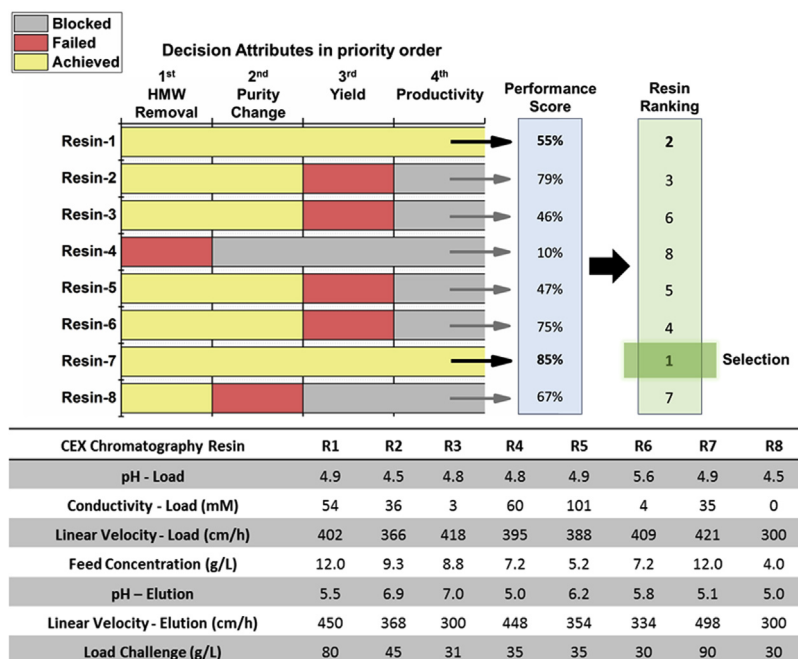 Blocked
Failed
Achieved
Decision Attributes in priority order
1st HMW Removal
2nd Purity Change
3rd Yield
4th Productivity
Performance Score
Resin Ranking
Resin-1 55% 2
Resin-2 79% 3
Resin-3 46% 6
Resin-4 10% 8
Resin-5 47% 5
Resin-6 75% 4
Resin-7 85% 1 Selection
Resin-8 67% 7
CEX Chromatography Resin R1 R2 R3 R4 R5 R6 R7 R8
pH - Load 4.9 4.5 4.8 4.8 4.9 5.6 4.9 4.5
Conductivity - Load (mM) 54 36 3 60 101 4 35 0
Linear Velocity - Load (cm/h) 402 366 418 395 388 409 421 300
Feed Concentration (g/L) 12.0 9.3 8.8 7.2 5.2 7.2 12.0 4.0
pH – Elution 5.5 6.9 7.0 5.0 6.2 5.8 5.1 5.0
Linear Velocity - Elution (cm/h) 450 368 300 448 354 334 498 300
Load Challenge (g/L) 80 45 31 35 35 30 90 30